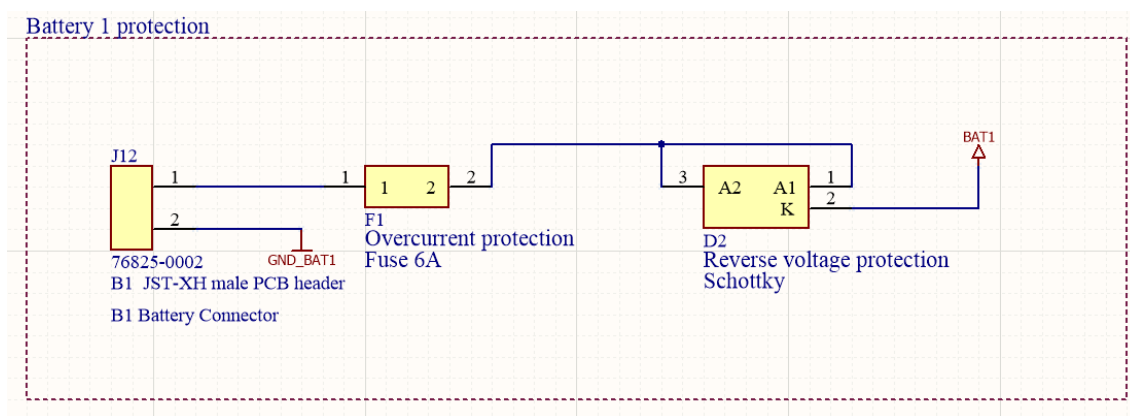 Battery 1 protection
J12
1
2
76825-0002
B1 JST-XH male PCB header
B1 Battery Connector
GND_BAT1
1
1 2
2
F1
Overcurrent protection
Fuse 6A
3
A2 A1
K
1
2
D2
Reverse voltage protection
Schottky
BAT1